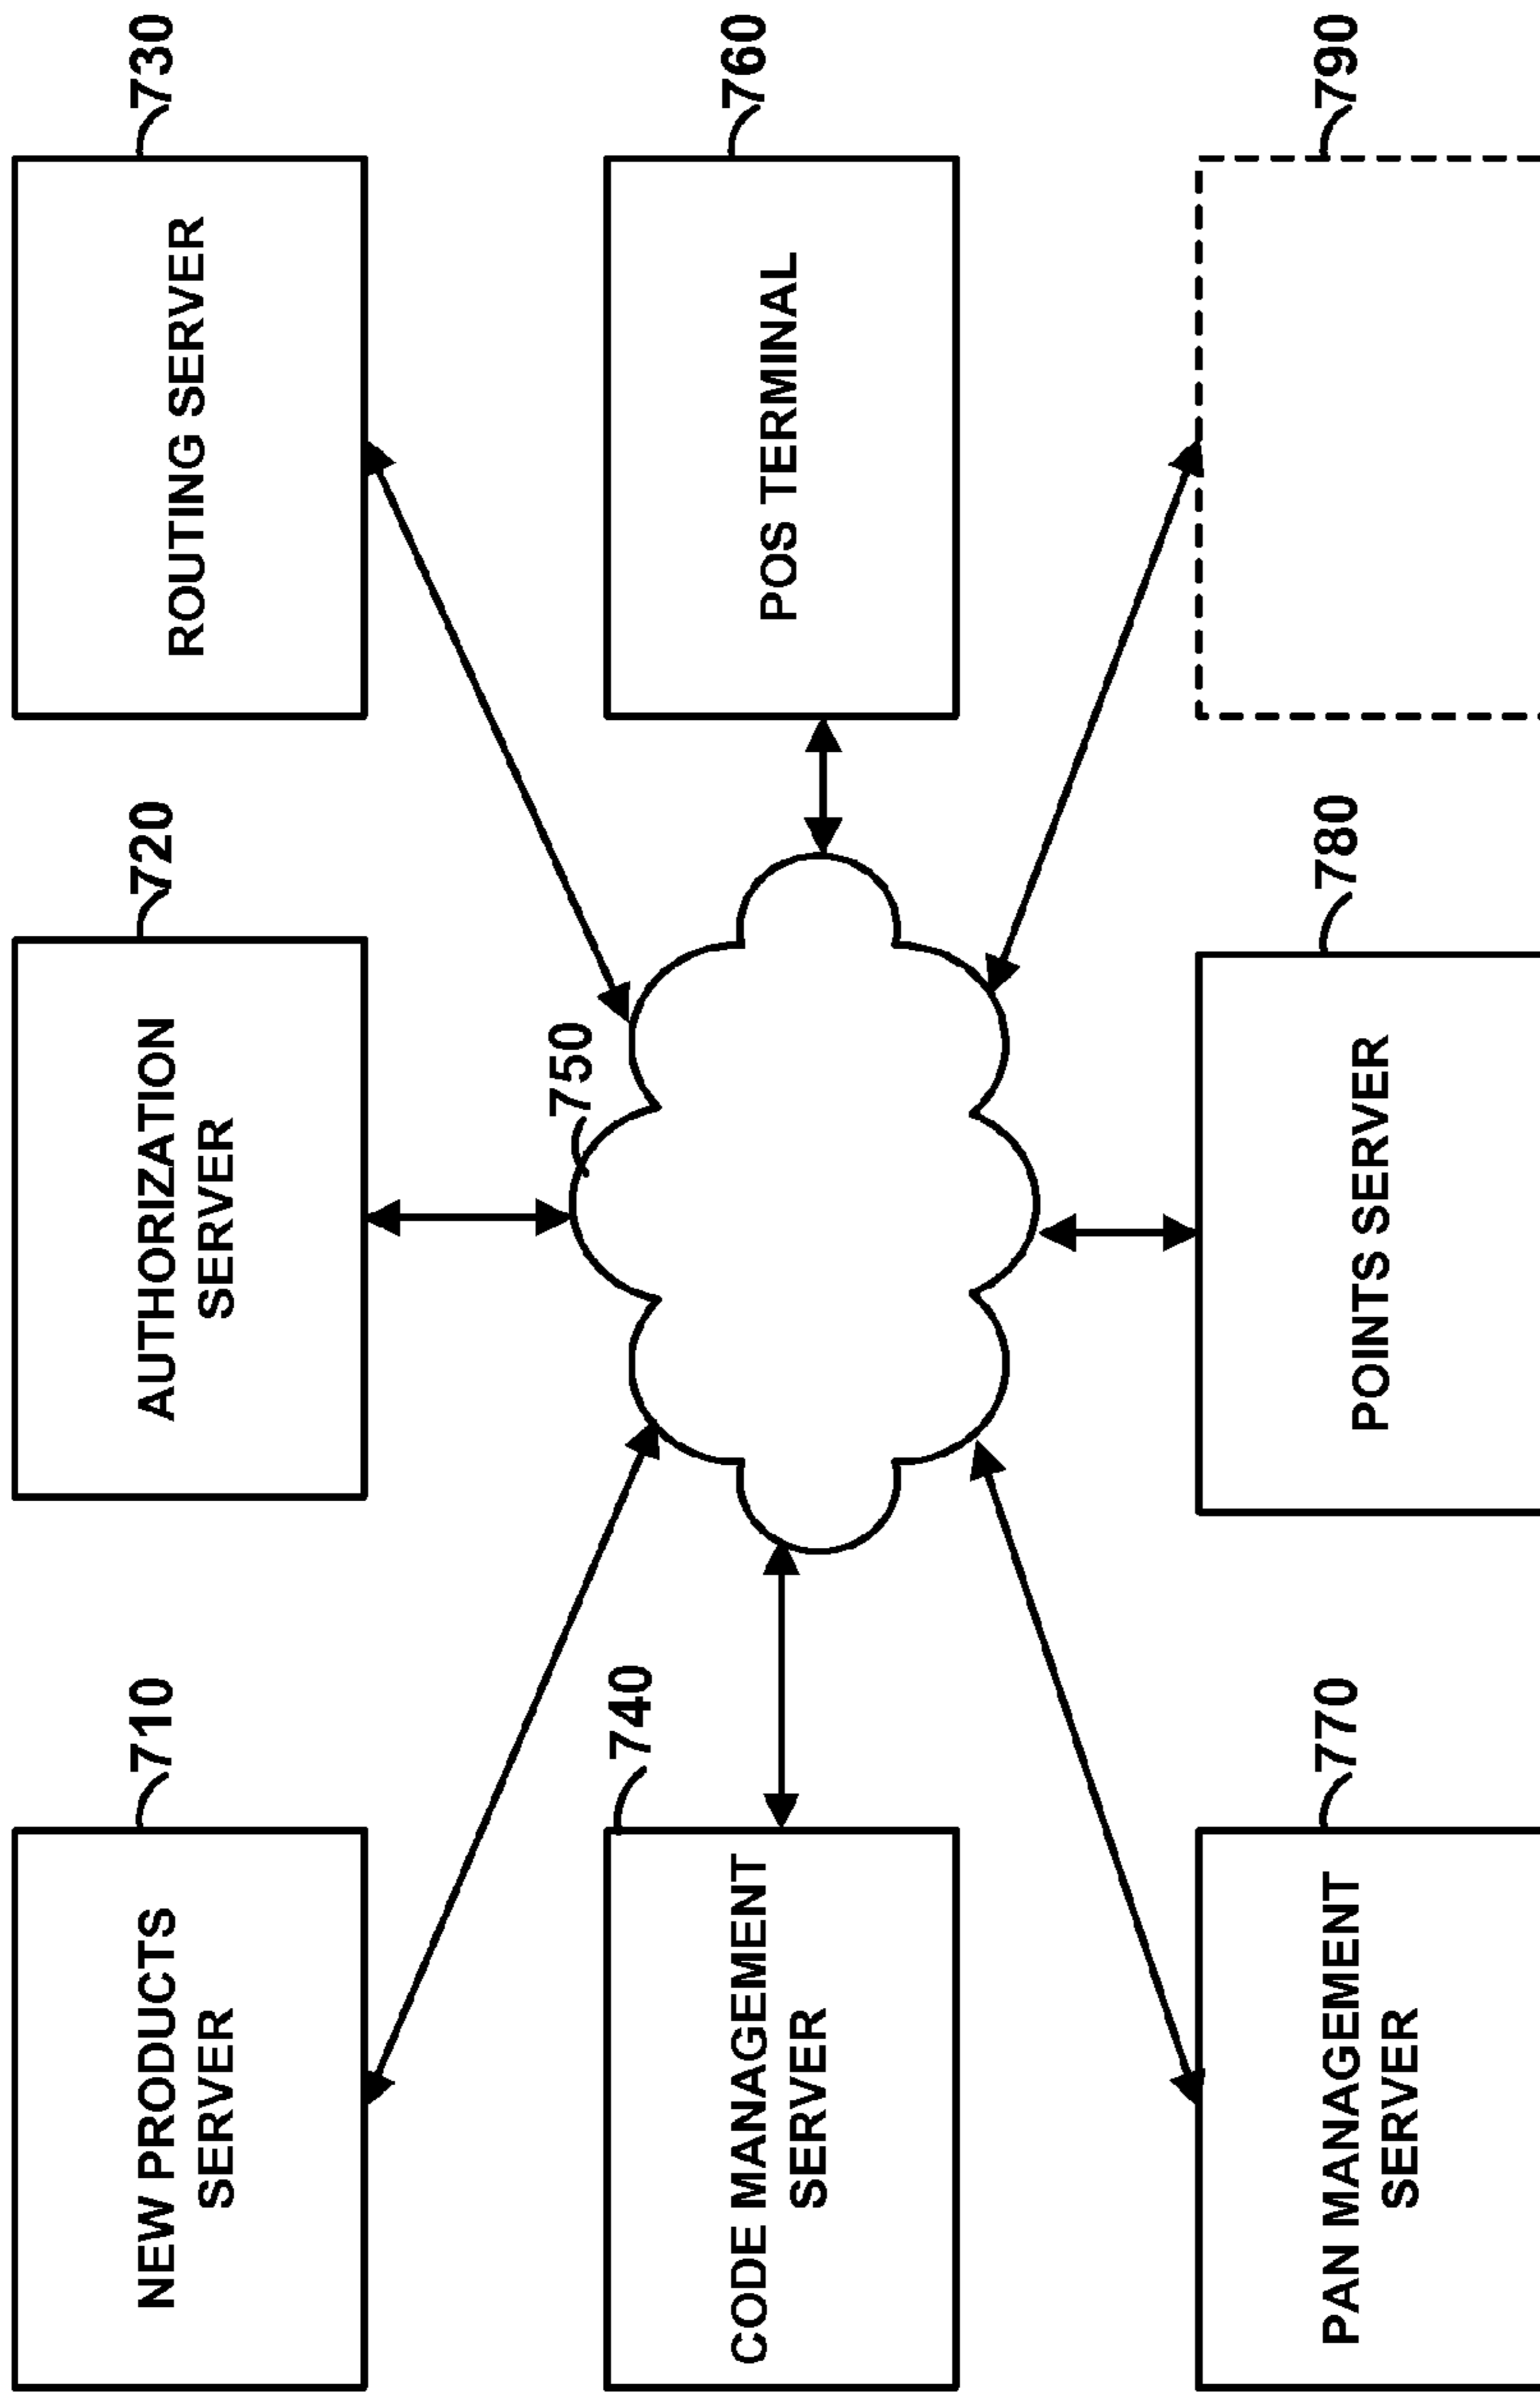 710
NEW PRODUCTS
SERVER
720
AUTHORIZATION
SERVER
730
ROUTING SERVER
740
CODE MANAGEMENT
SERVER
750
760
POS TERMINAL
770
PAN MANAGEMENT
SERVER
780
POINTS SERVER
790